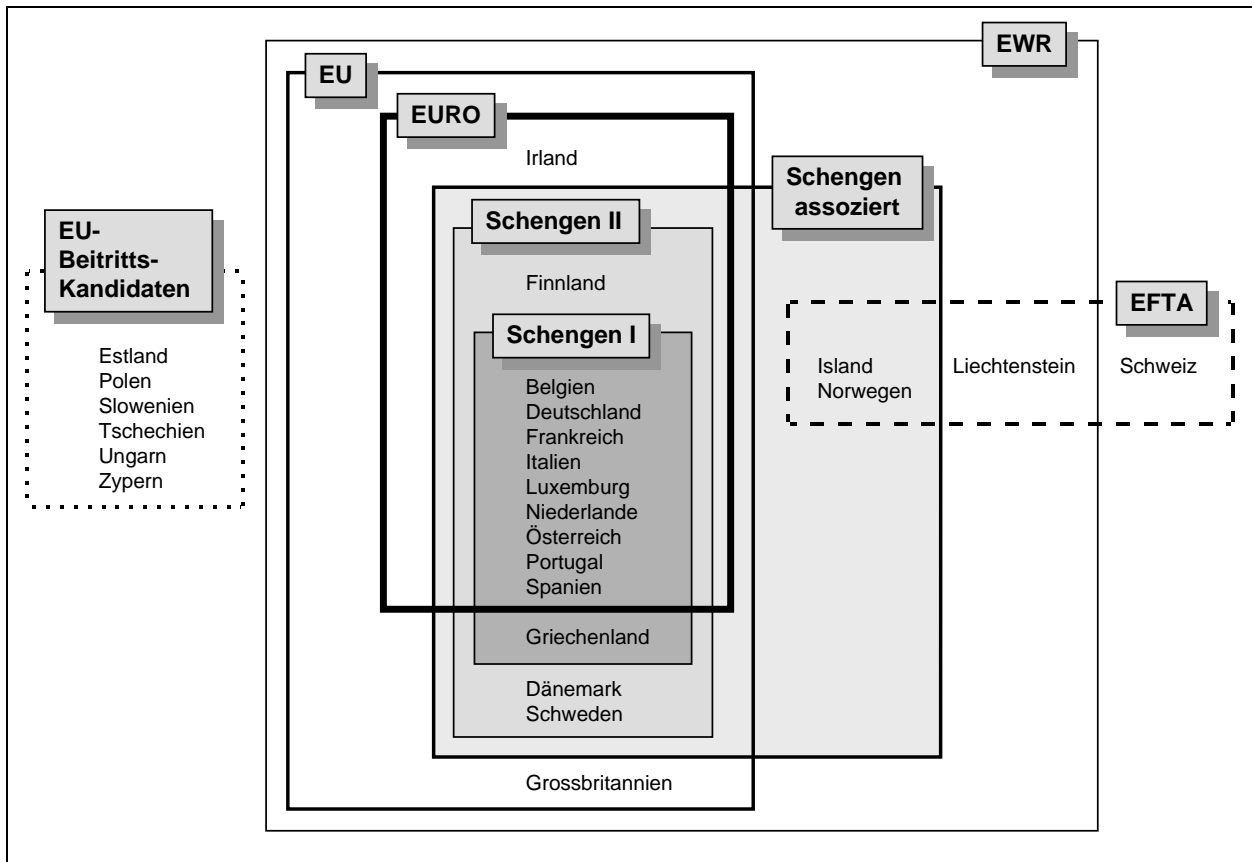 EWR
EU
EURO
Irland
Schengen
assoziert
EU-
Beitritts-
Kandidaten
Schengen II
Finnland
EFTA
Schengen I
Estland
Polen
Slowenien
Tschechien
Ungarn
Zypern
Island
Norwegen
Liechtenstein
Schweiz
Belgien
Deutschland
Frankreich
Italien
Luxemburg
Niederlande
Österreich
Portugal
Spanien
Griechenland
Dänemark
Schweden
Grossbritannien